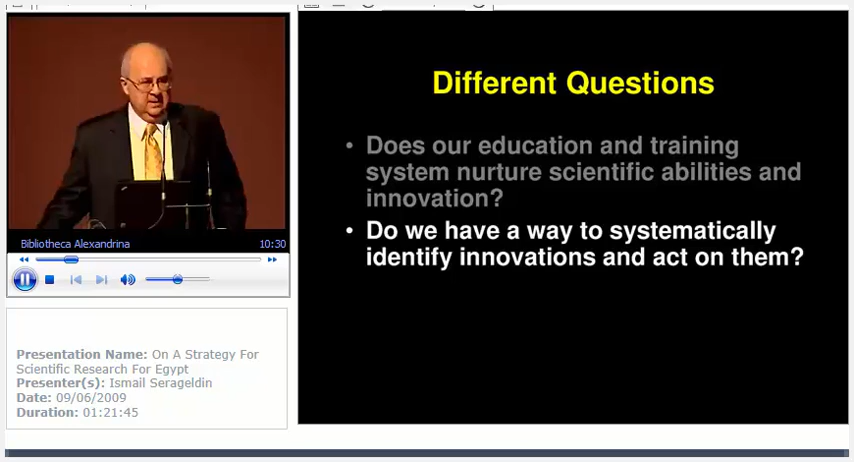 Different Questions
• Does our education and training
system nurture scientific abilities and
innovation?
• Do we have a way to systematically
identify innovations and act on them?
Bibliotheca Alexandrina 10:30
Presentation Name: On A Strategy For
Scientific Research For Egypt
Presenter(s): Ismail Serageldin
Date: 09/06/2009
Duration: 01:21:45